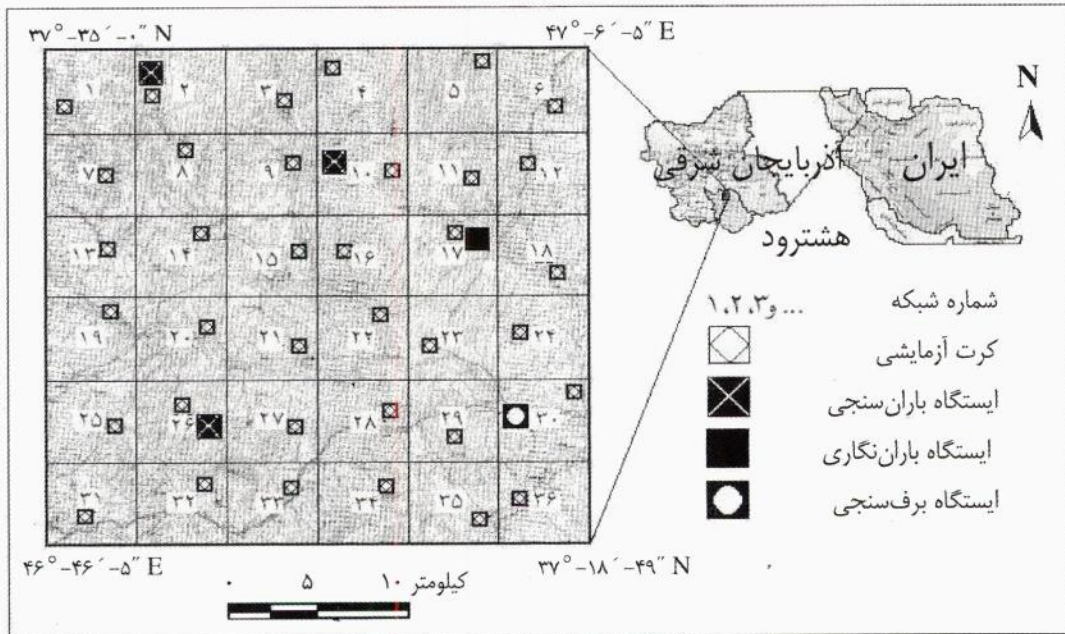 ۳۷°-۳۵´-۰˝ N
۴۷°-۶´-۵˝ E
۱ ۲ ۳ ۴ ۵ ۶
۷ ۸ ۹ ۱۰ ۱۱ ۱۲
۱۳ ۱۴ ۱۵ ۱۶ ۱۷ ۱۸
۱۹ ۲۰ ۲۱ ۲۲ ۲۳ ۲۴
۲۵ ۲۶ ۲۷ ۲۸ ۲۹ ۳۰
۳۱ ۳۲ ۳۳ ۳۴ ۳۵ ۳۶
۴۶°-۴۶´-۵˝ E
۳۷°-۱۸´-۴۹˝ N
۰ ۵ ۱۰ کیلومتر
N
ایران
آذربایجان شرقی
هشترود
شماره شبکه ۱،۲،۳و ...
کرت آزمایشی
ایستگاه باران‌سنجی
ایستگاه باران‌نگاری
ایستگاه برف‌سنجی